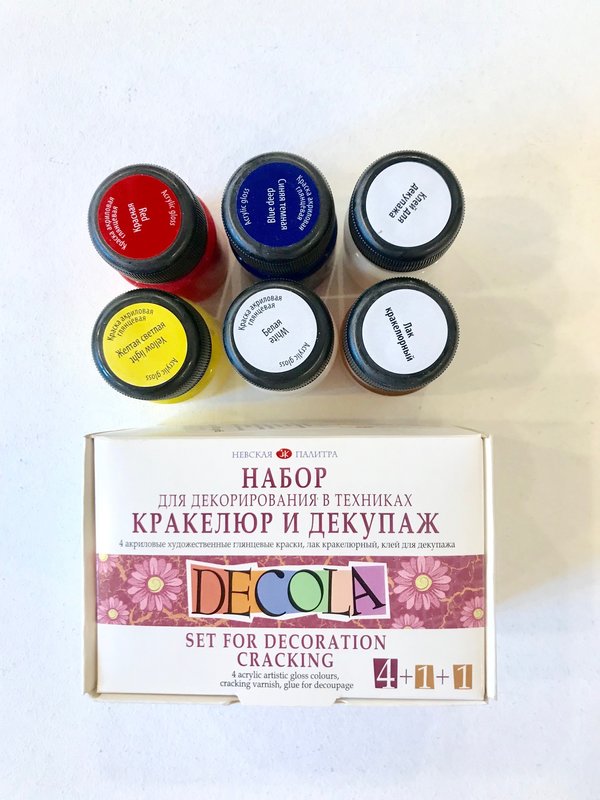 Краска акриловая
глянцевая
Красная
Red
Acrylic gloss
Краска акриловая
глянцевая
Синяя темная
Blue deep
Acrylic gloss
Клей для
декупажа
Краска акриловая
глянцевая
Желтая светлая
Yellow light
Acrylic gloss
Краска акриловая
глянцевая
Белая
White
Acrylic gloss
Лак
кракелюрный
НЕВСКАЯ ПАЛИТРА
НАБОР
ДЛЯ ДЕКОРИРОВАНИЯ В ТЕХНИКАХ
КРАКЕЛЮР И ДЕКУПАЖ
4 акриловые художественные глянцевые краски, лак кракелюрный, клей для декупажа
DECOLA
SET FOR DECORATION
CRACKING
4 acrylic artistic gloss colours,
cracking varnish, glue for decoupage
4+1+1